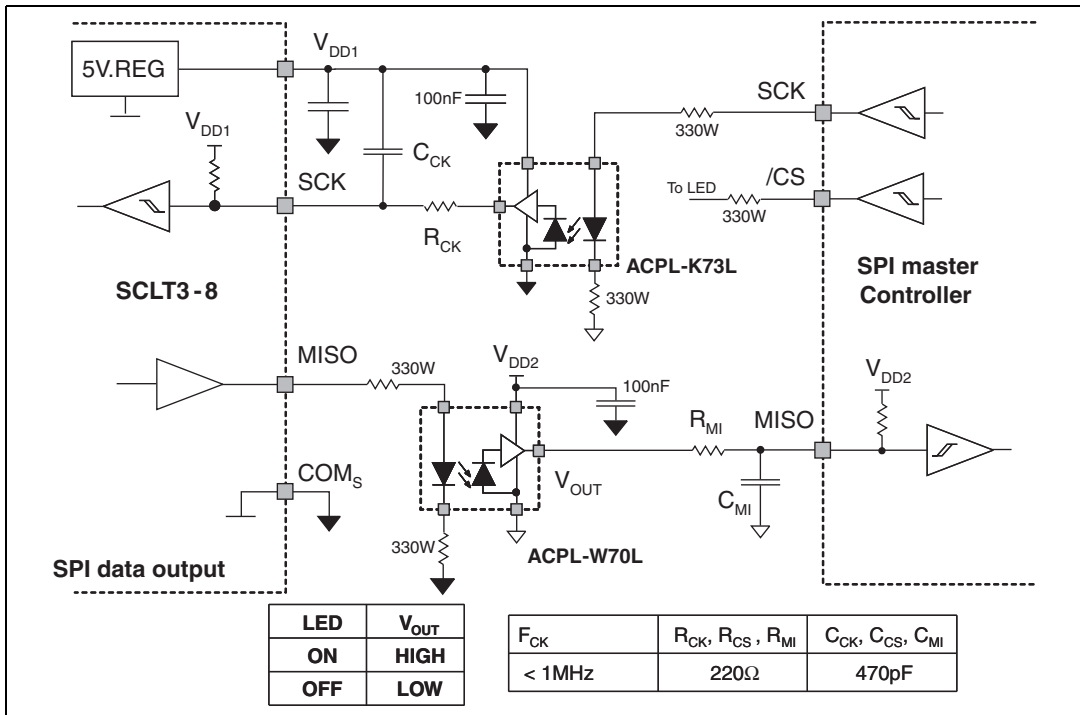 5V.REG
V_DD1
100nF
SCK
330W
V_DD1
C_CK
SCK
/CS
To LED
330W
R_CK
ACPL-K73L
SPI master
Controller
SCLT3-8
330W
MISO
330W
V_DD2
100nF
V_DD2
R_MI
MISO
V_OUT
C_MI
COM_S
330W
ACPL-W70L
SPI data output
LED V_OUT
ON HIGH
OFF LOW
F_CK R_CK, R_CS, R_MI C_CK, C_CS, C_MI
< 1MHz 220Ω 470pF